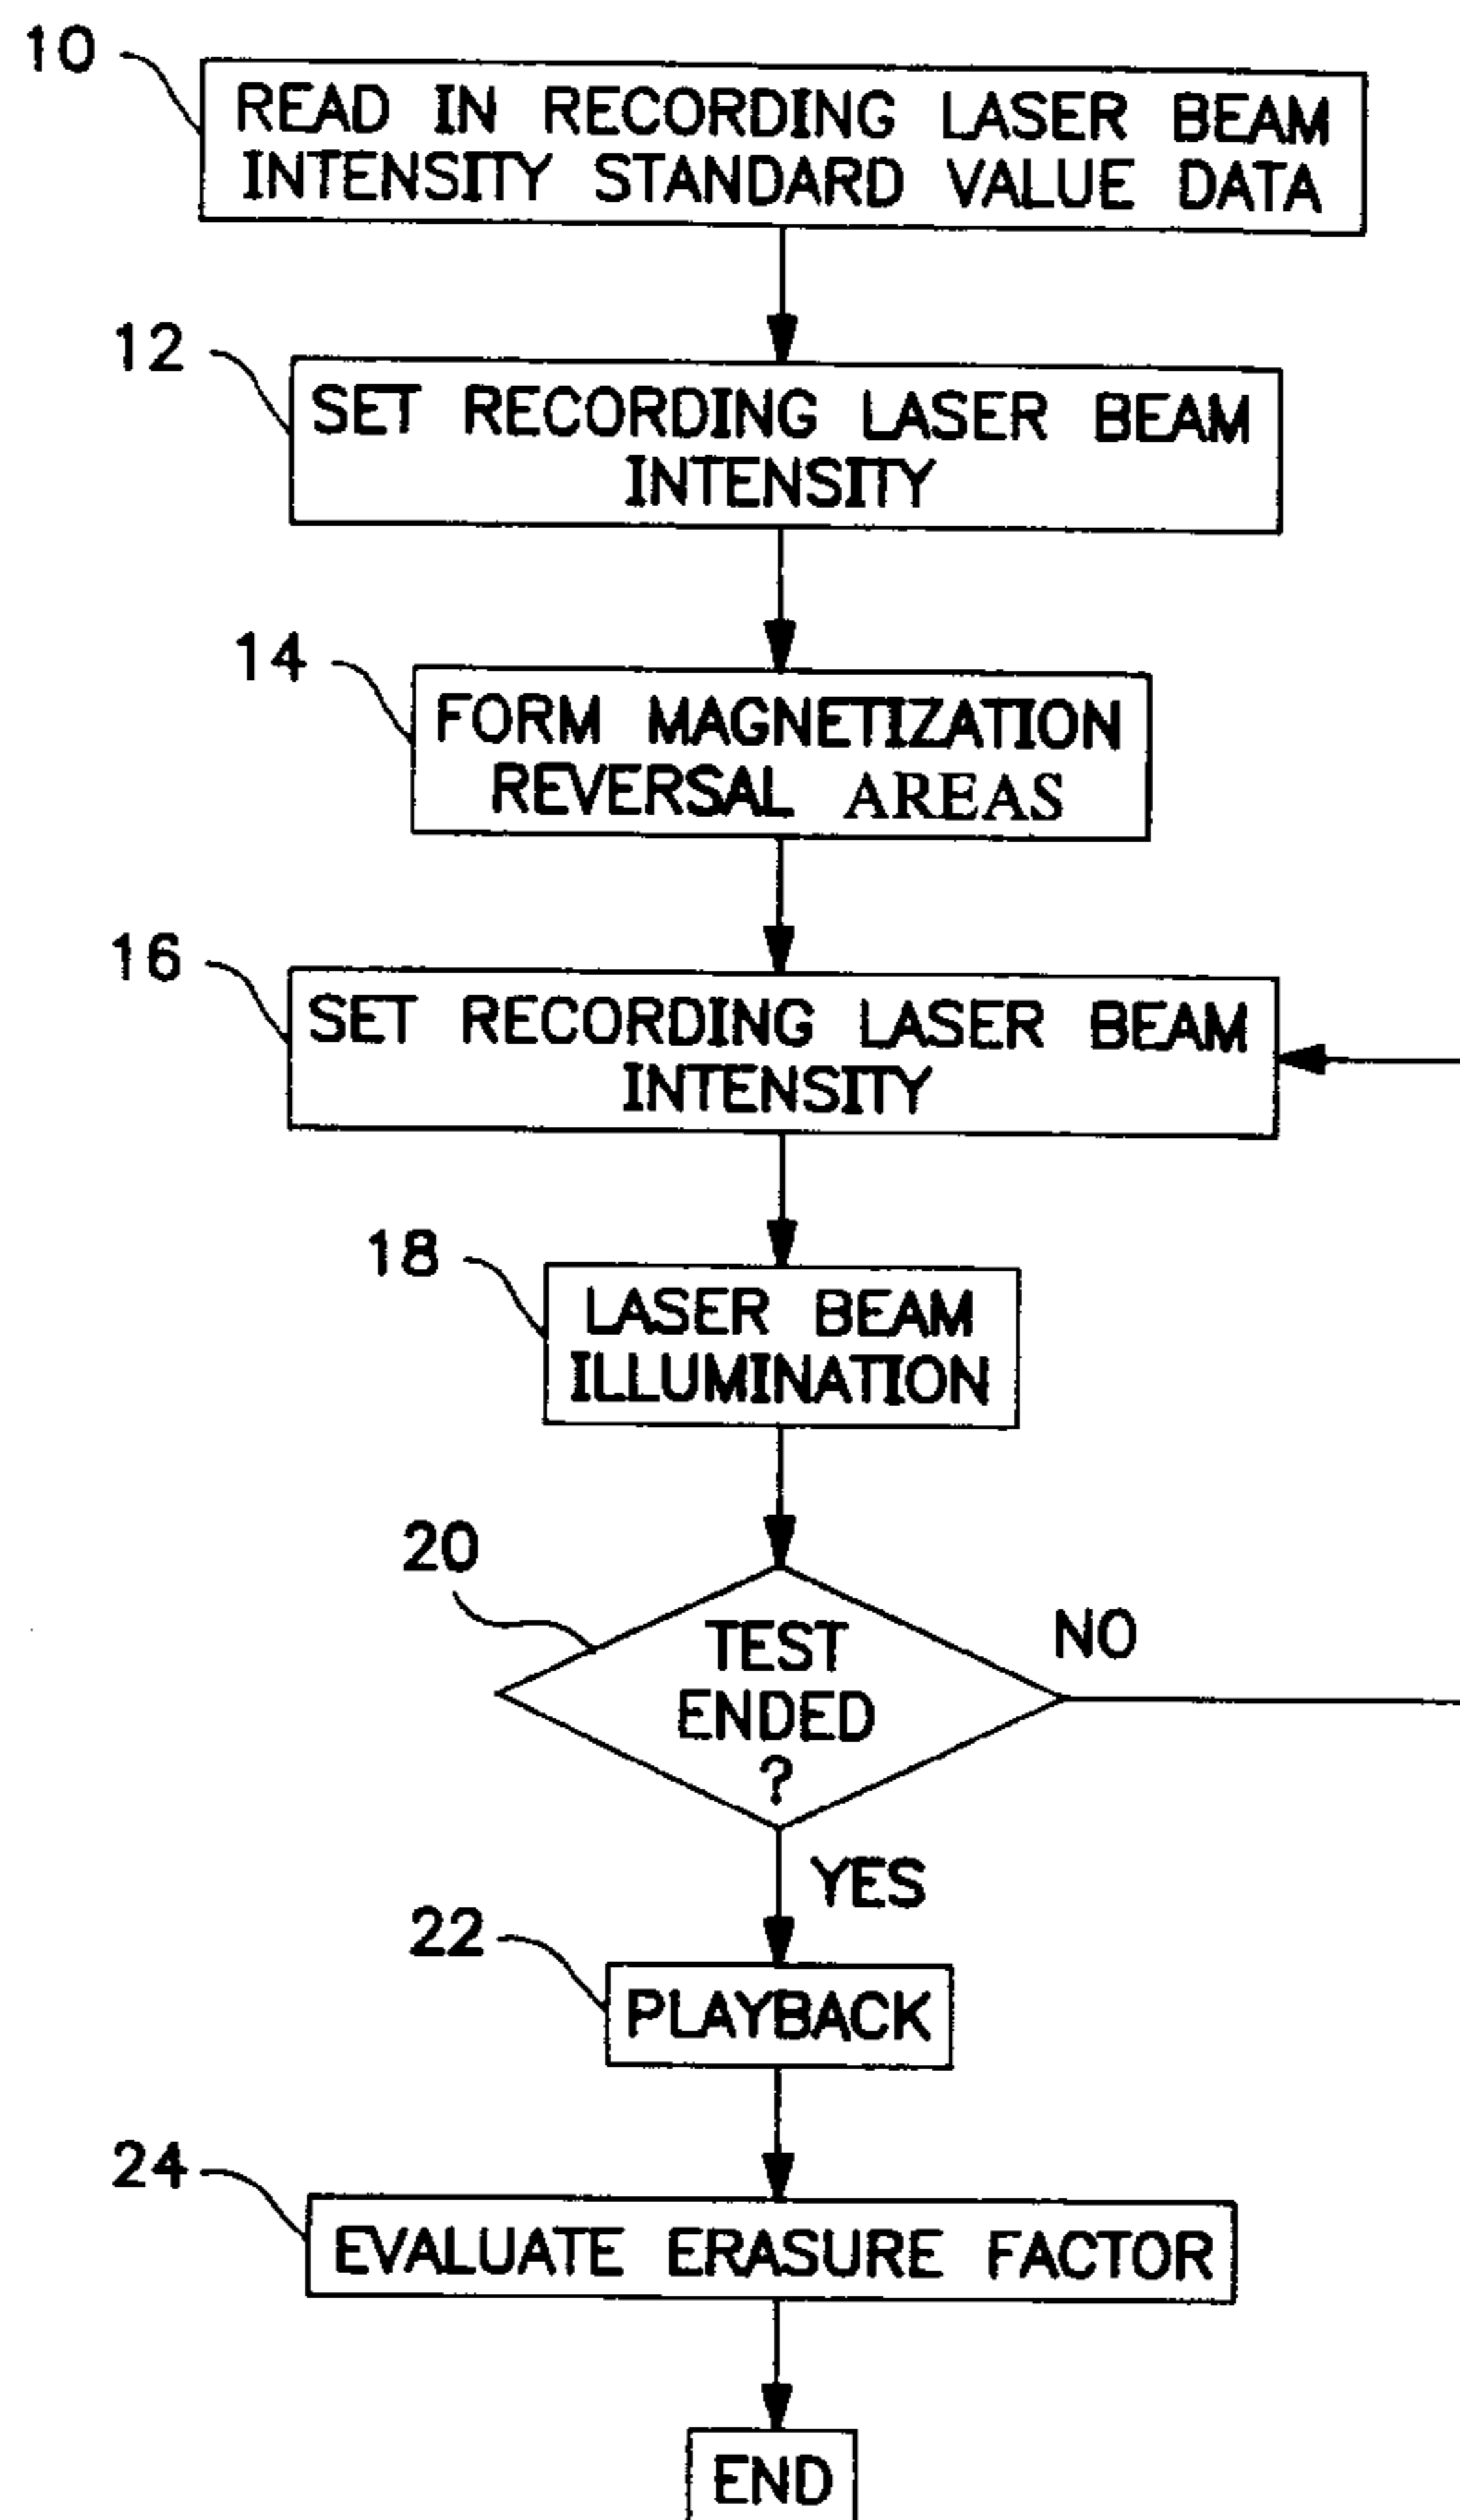 10
READ IN RECORDING LASER BEAM
INTENSITY STANDARD VALUE DATA
12
SET RECORDING LASER BEAM
INTENSITY
14
FORM MAGNETIZATION
REVERSAL AREAS
16
SET RECORDING LASER BEAM
INTENSITY
18
LASER BEAM
ILLUMINATION
20
TEST
ENDED
?
NO
YES
22
PLAYBACK
24
EVALUATE ERASURE FACTOR
END